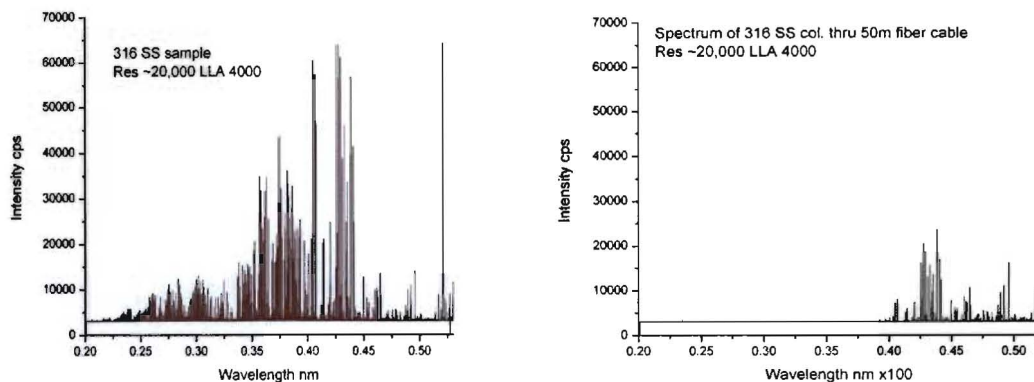 70000
60000
50000
40000
30000
20000
10000
0
Intensity cps
316 SS sample
Res ~20,000 LLA 4000
0.20 0.25 0.30 0.35 0.40 0.45 0.50
Wavelength nm
70000
60000
50000
40000
30000
20000
10000
0
Intensity cps
Spectrum of 316 SS col. thru 50m fiber cable
Res ~20,000 LLA 4000
0.20 0.25 0.30 0.35 0.40 0.45 0.50
Wavelength nm x100